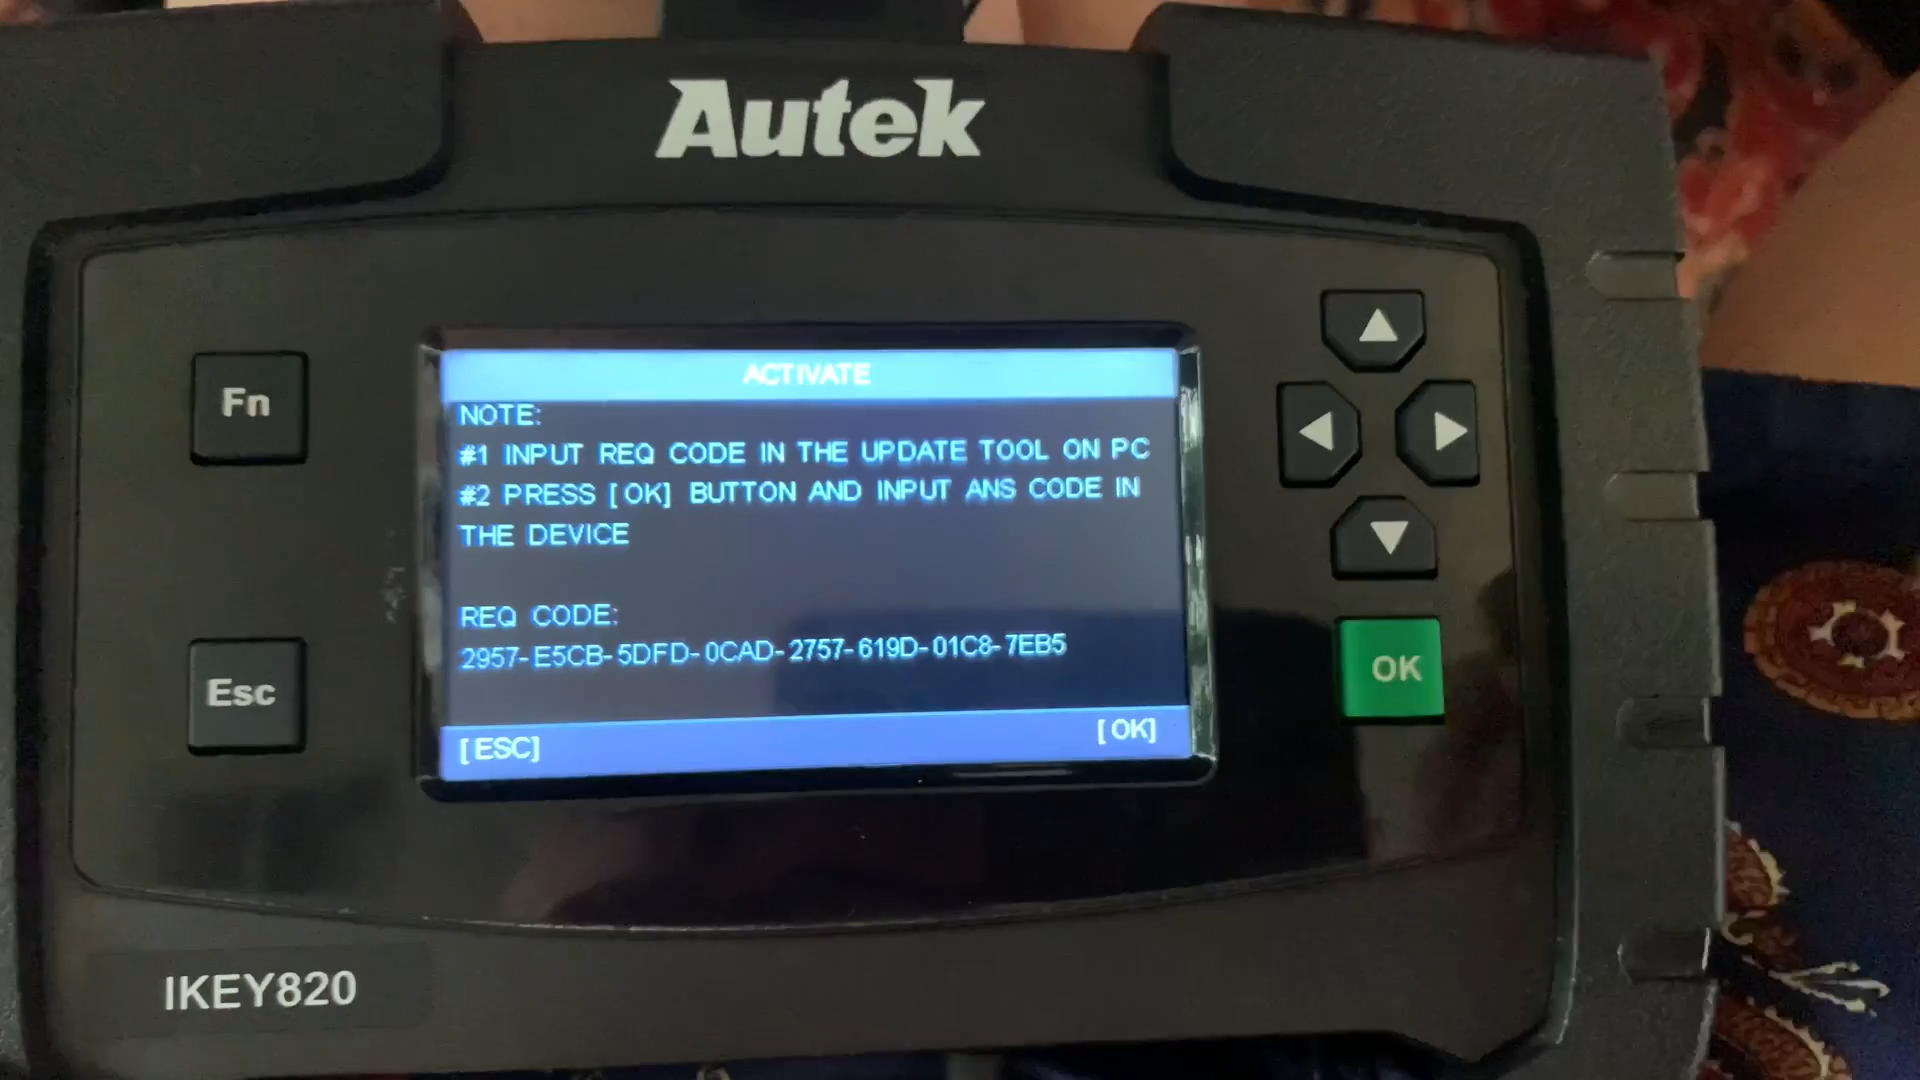 Autek
Fn
ACTIVATE
NOTE:
#1 INPUT REQ CODE IN THE UPDATE TOOL ON PC
#2 PRESS [OK] BUTTON AND INPUT ANS CODE IN
THE DEVICE
REQ CODE:
2957-E5CB-5DFD-0CAD-2757-619D-01C8-7EB5
[ESC]
[OK]
Esc
OK
IKEY820